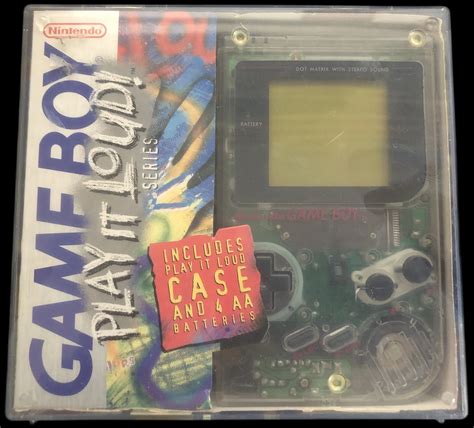 Nintendo
GAME BOY
PLAY IT LOUD!
SERIES
INCLUDES
PLAY IT LOUD
CASE
AND 4 AA
BATTERIES
DOT MATRIX WITH STEREO SOUND
BATTERY
GAME BOY